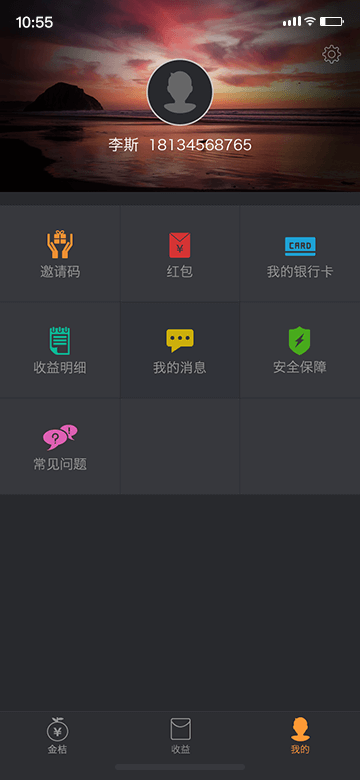 10:55
李斯 18134568765
邀请码
红包
我的银行卡
CARD
收益明细
我的消息
安全保障
常见问题
金桔
收益
我的